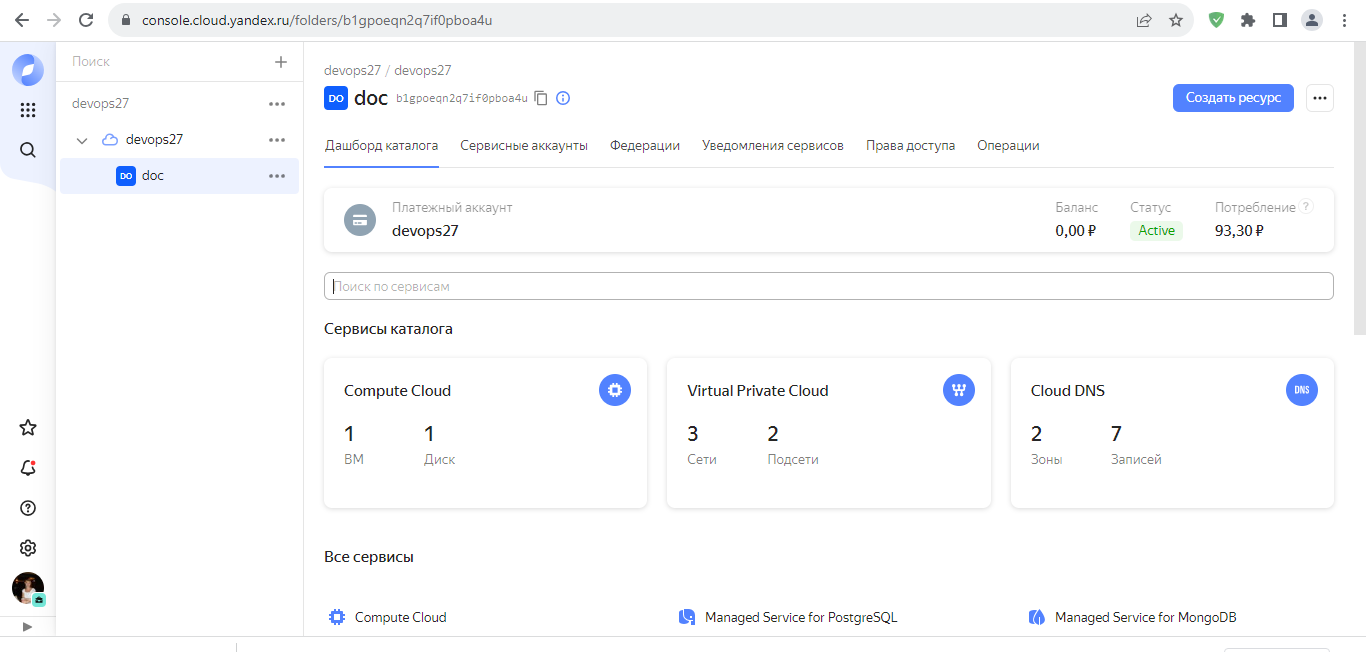 console.cloud.yandex.ru/folders/b1gpoeqn2q7if0pboa4u
Поиск
devops27
devops27
DO doc
devops27 / devops27
DO doc b1gpoeqn2q7if0pboa4u
Создать ресурс
Дашборд каталога Сервисные аккаунты Федерации Уведомления сервисов Права доступа Операции
Платежный аккаунт Баланс Статус Потребление ?
devops27 0,00 ₽ Active 93,30 ₽
Поиск по сервисам
Сервисы каталога
Compute Cloud
1 1
ВМ Диск
Virtual Private Cloud
3 2
Сети Подсети
Cloud DNS DNS
2 7
Зоны Записей
Все сервисы
Compute Cloud Managed Service for PostgreSQL Managed Service for MongoDB